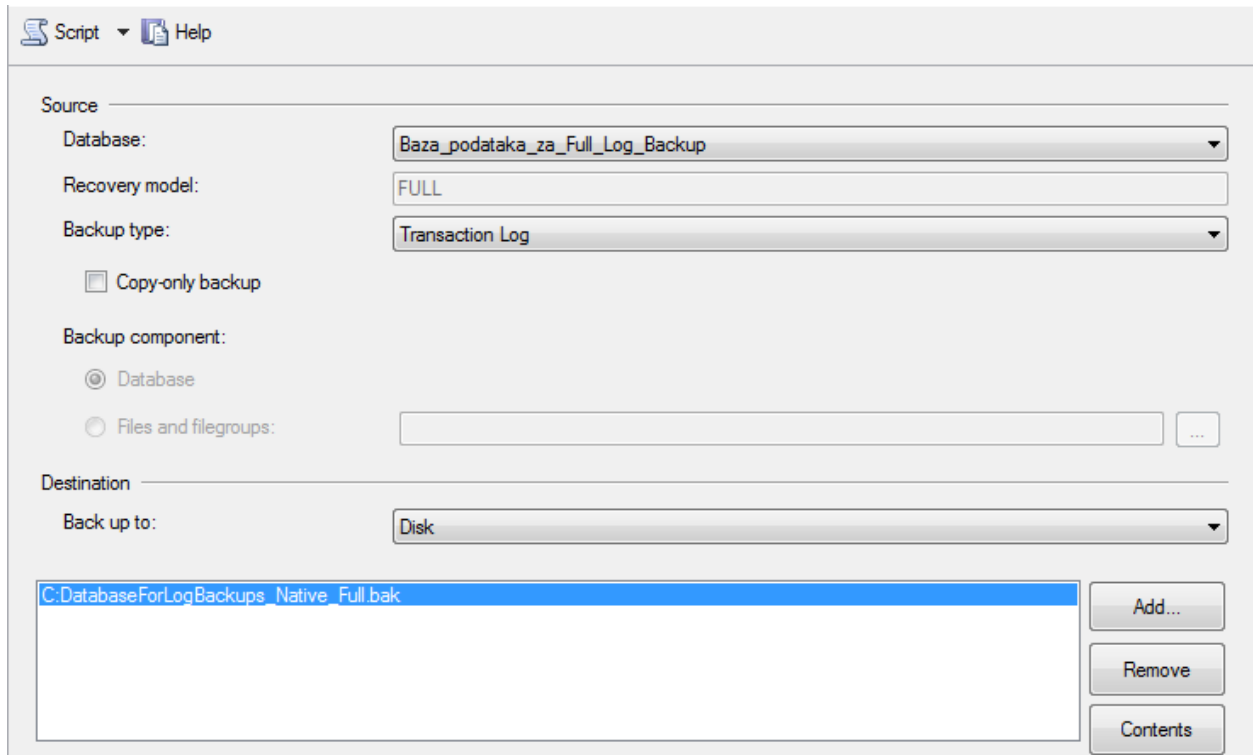 Script Help
Source
Database: Baza_podataka_za_Full_Log_Backup
Recovery model: FULL
Backup type: Transaction Log
Copy-only backup
Backup component:
Database
Files and filegroups: ...
Destination
Back up to: Disk
C:DatabaseForLogBackups_Native_Full.bak
Add...
Remove
Contents